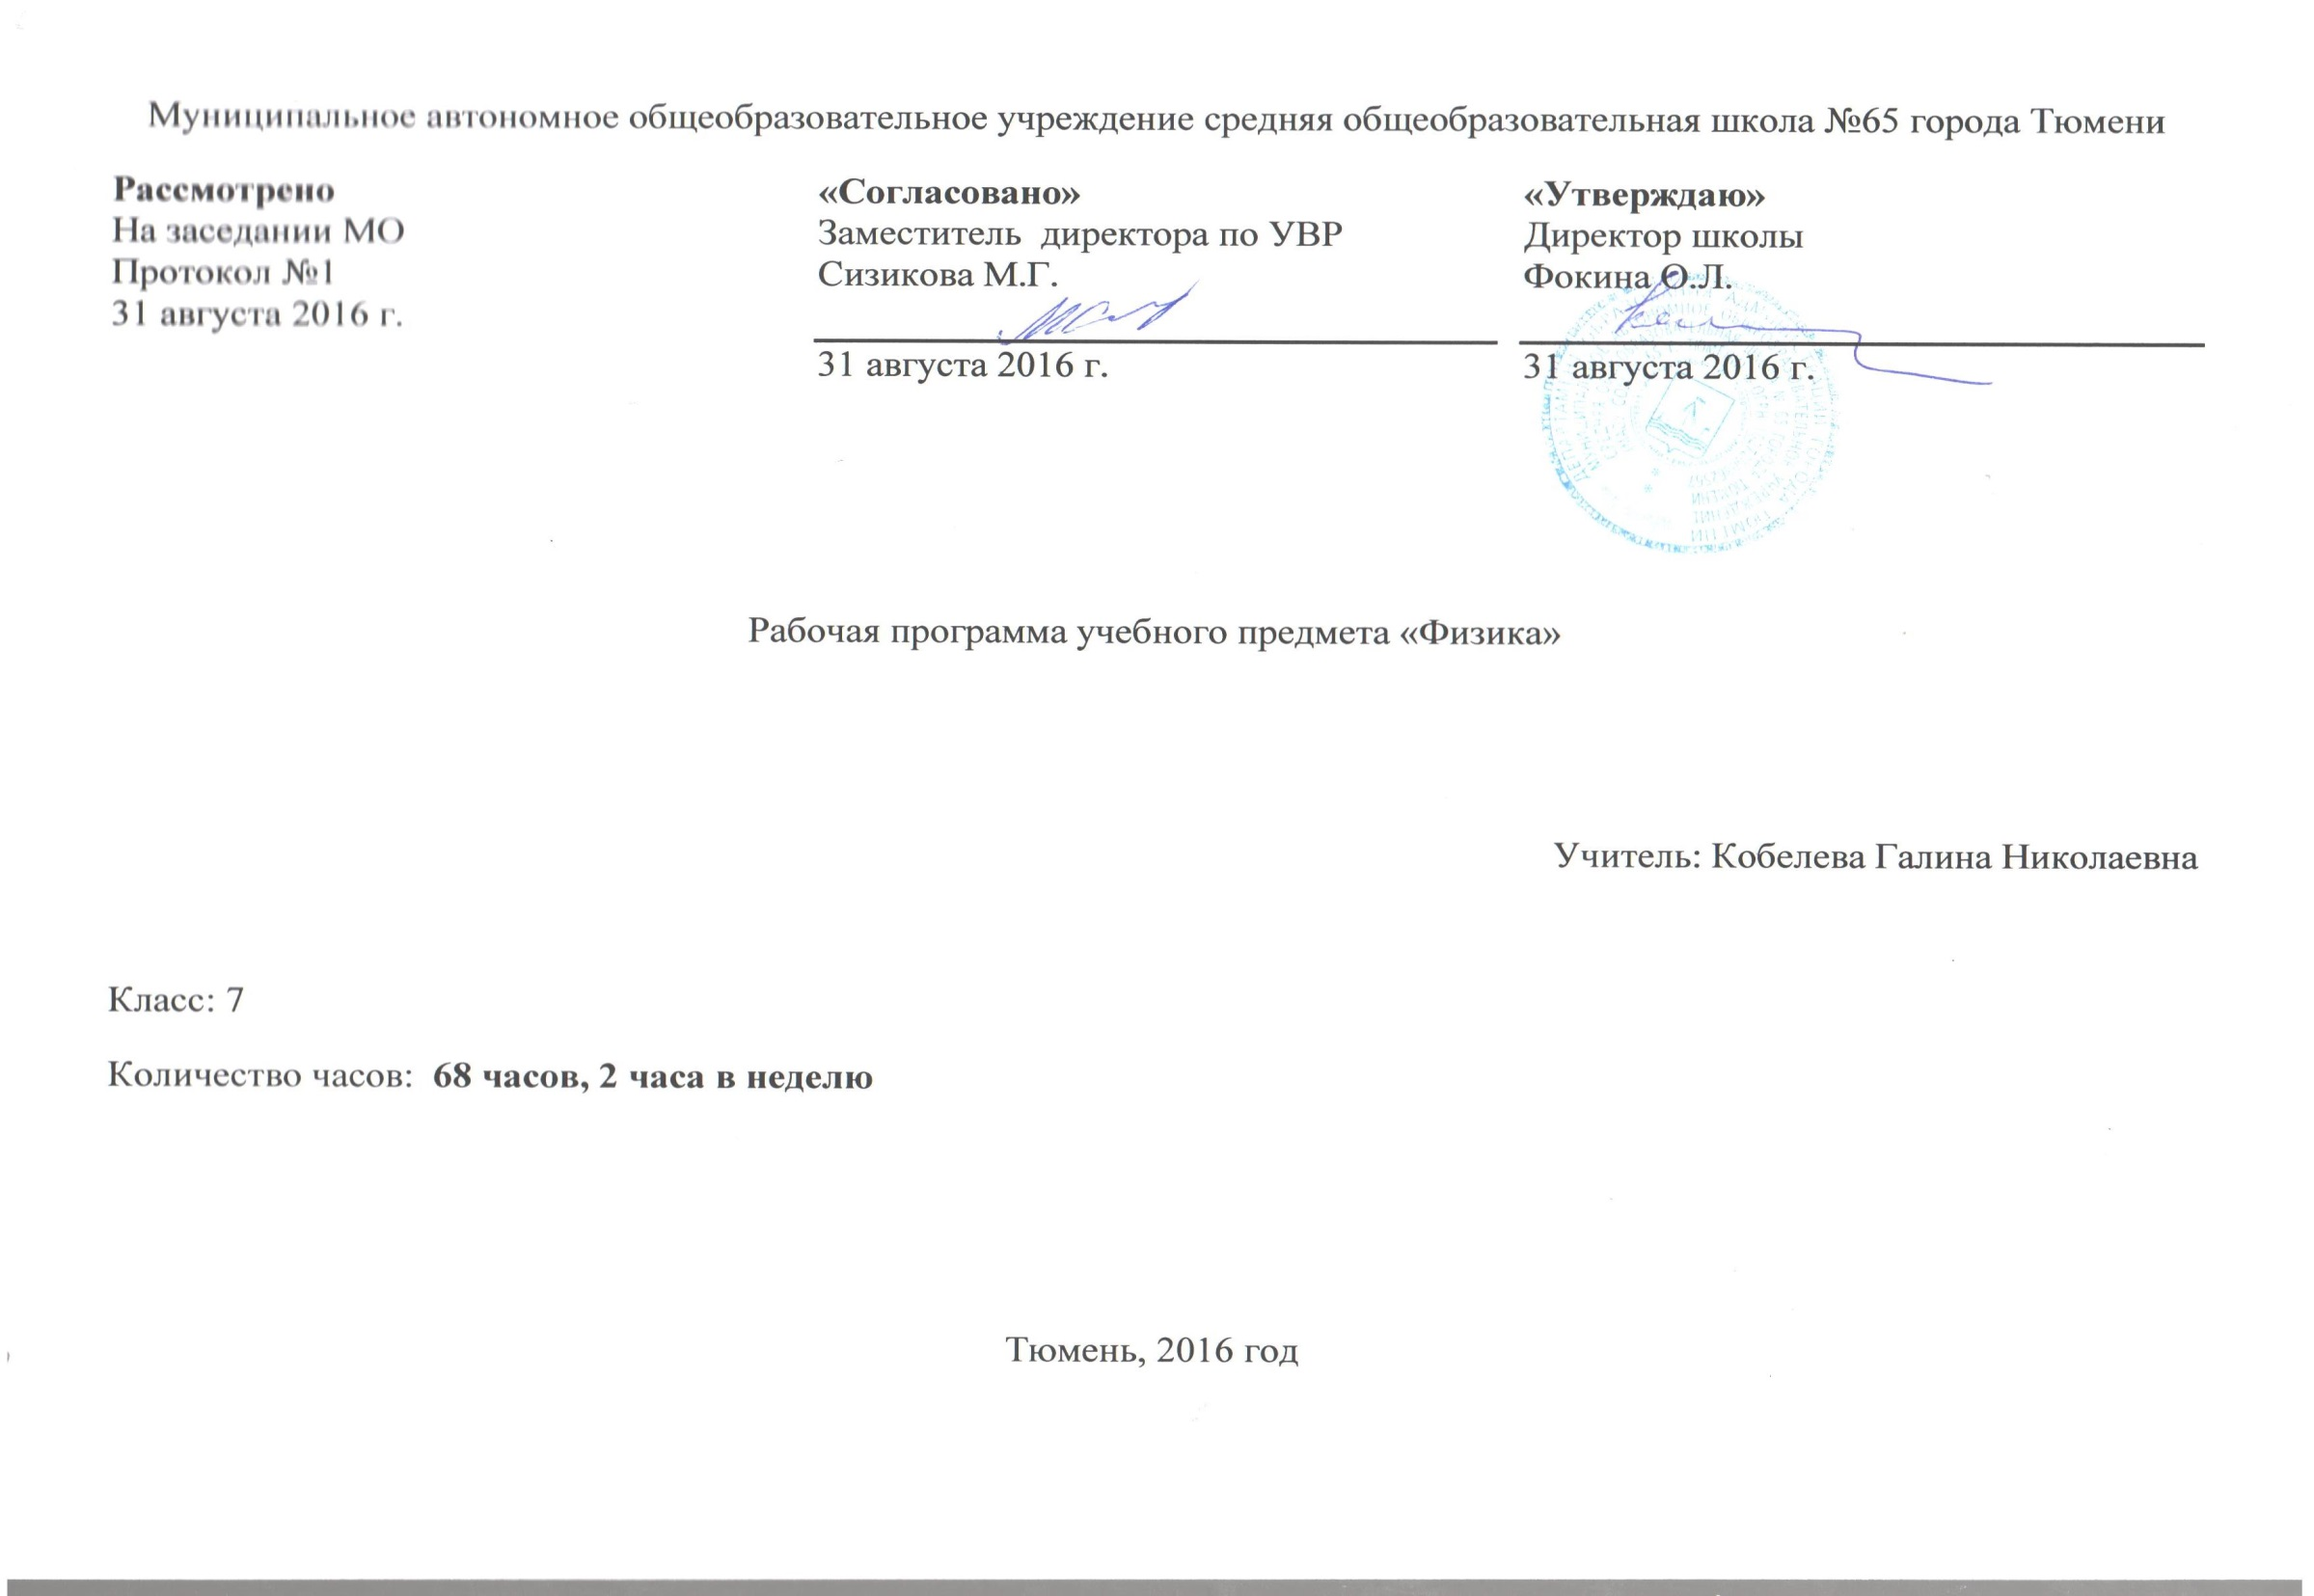 Муниципальное автономное общеобразовательное учреждение средняя общеобразовательная школа №65 города Тюмени
Рассмотрено
На заседании МО
Протокол №1
31 августа 2016 г.
«Согласовано»
Заместитель директора по УВР
Сизикова М.Г.
31 августа 2016 г.
«Утверждаю»
Директор школы
Фокина О.Л.
31 августа 2016 г.
Рабочая программа учебного предмета «Физика»
Учитель: Кобелева Галина Николаевна
Класс: 7
Количество часов: 68 часов, 2 часа в неделю
Тюмень, 2016 год